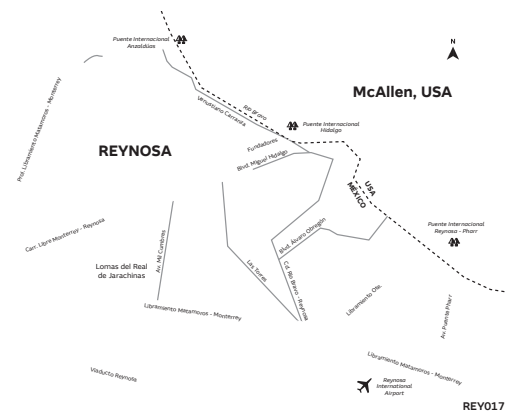 Puente Internacional
Anzaldúas
N
McAllen, USA
Prol. Libramiento Matamoros - Monterrey
Venustiano Carranza
Río Bravo
Puente Internacional
Hidalgo
Fundadores
REYNOSA
Blvd. Miguel Hidalgo
USA
MÉXICO
Puente Internacional
Reynosa - Pharr
Carr. Libre Monterrey - Reynosa
Av. Mil Cumbres
Blvd. Álvaro Obregón
Lomas del Real
de Jarachinas
Las Torres
Cd. Río Bravo - Reynosa
Libramiento Ote.
Av. Puente Pharr
Libramiento Matamoros - Monterrey
Libramiento Matamoros - Monterrey
Viaducto Reynosa
Reynosa
International
Airport
REY017